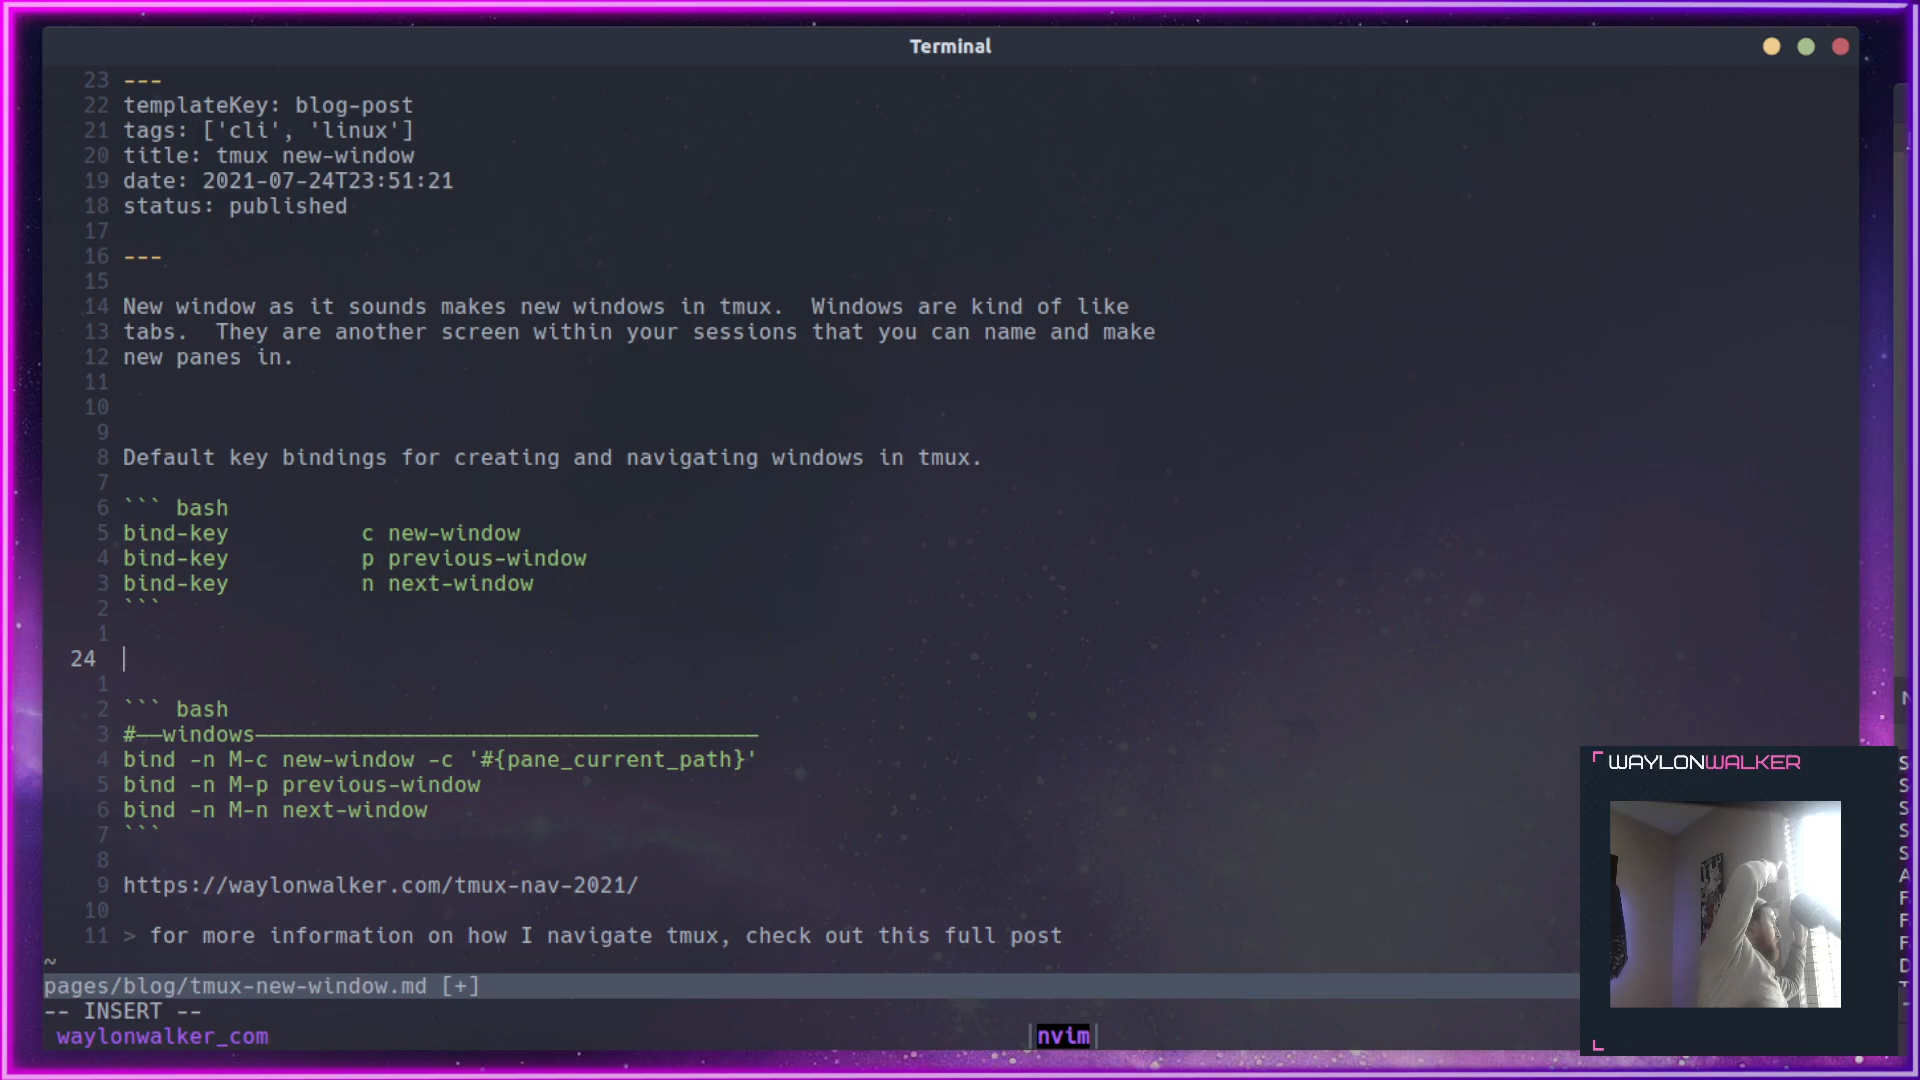 Terminal
23 ---
22 templateKey: blog-post
21 tags: ['cli', 'linux']
20 title: tmux new-window
19 date: 2021-07-24T23:51:21
18 status: published
17
16 ---
15
14 New window as it sounds makes new windows in tmux.  Windows are kind of like
13 tabs.  They are another screen within your sessions that you can name and make
12 new panes in.
11
10
9
8 Default key bindings for creating and navigating windows in tmux.
7
6 ``` bash
5 bind-key          c new-window
4 bind-key          p previous-window
3 bind-key          n next-window
2 ```
1
24
1
2 ``` bash
3 #──windows──────────────────────────────────────
4 bind -n M-c new-window -c '#{pane_current_path}'
5 bind -n M-p previous-window
6 bind -n M-n next-window
7 ```
8
9 https://waylonwalker.com/tmux-nav-2021/
10
11 > for more information on how I navigate tmux, check out this full post
~
pages/blog/tmux-new-window.md [+]
-- INSERT --
waylonwalker_com |nvim|
WAYLONWALKER